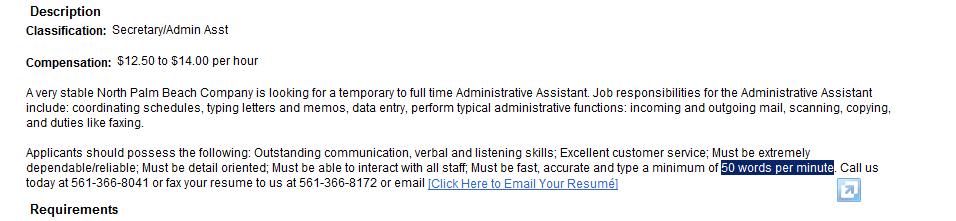 Description
Classification: Secretary/Admin Asst
Compensation: $12.50 to $14.00 per hour
A very stable North Palm Beach Company is looking for a temporary to full time Administrative Assistant. Job responsibilities for the Administrative Assistant
include: coordinating schedules, typing letters and memos, data entry, perform typical administrative functions: incoming and outgoing mail, scanning, copying,
and duties like faxing.
Applicants should possess the following: Outstanding communication, verbal and listening skills; Excellent customer service; Must be extremely
dependable/reliable; Must be detail oriented; Must be able to interact with all staff; Must be fast, accurate and type a minimum of 50 words per minute. Call us
today at 561-366-8041 or fax your resume to us at 561-366-8172 or email [Click Here to Email Your Resumé]
Requirements